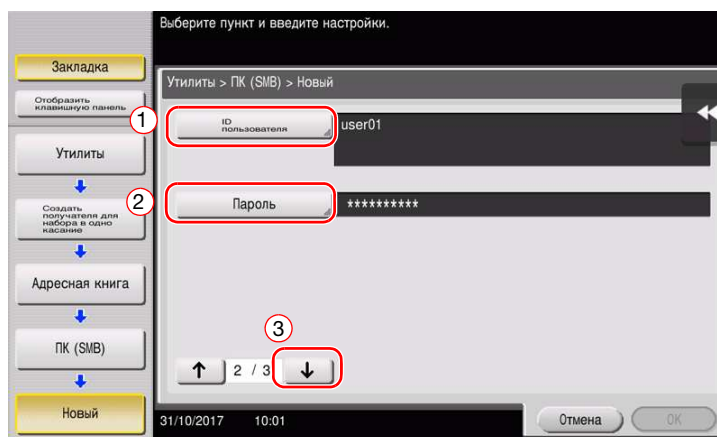 Выберите пункт и введите настройки.
Закладка
Отобразить
клавишную панель
Утилиты
Создать
получателя для
набора в одно
касание
Адресная книга
ПК (SMB)
Новый
Утилиты > ПК (SMB) > Новый
1
ID
пользователя
user01
2
Пароль
**********
3
↑ 2 / 3 ↓
31/10/2017 10:01
Отмена
OK